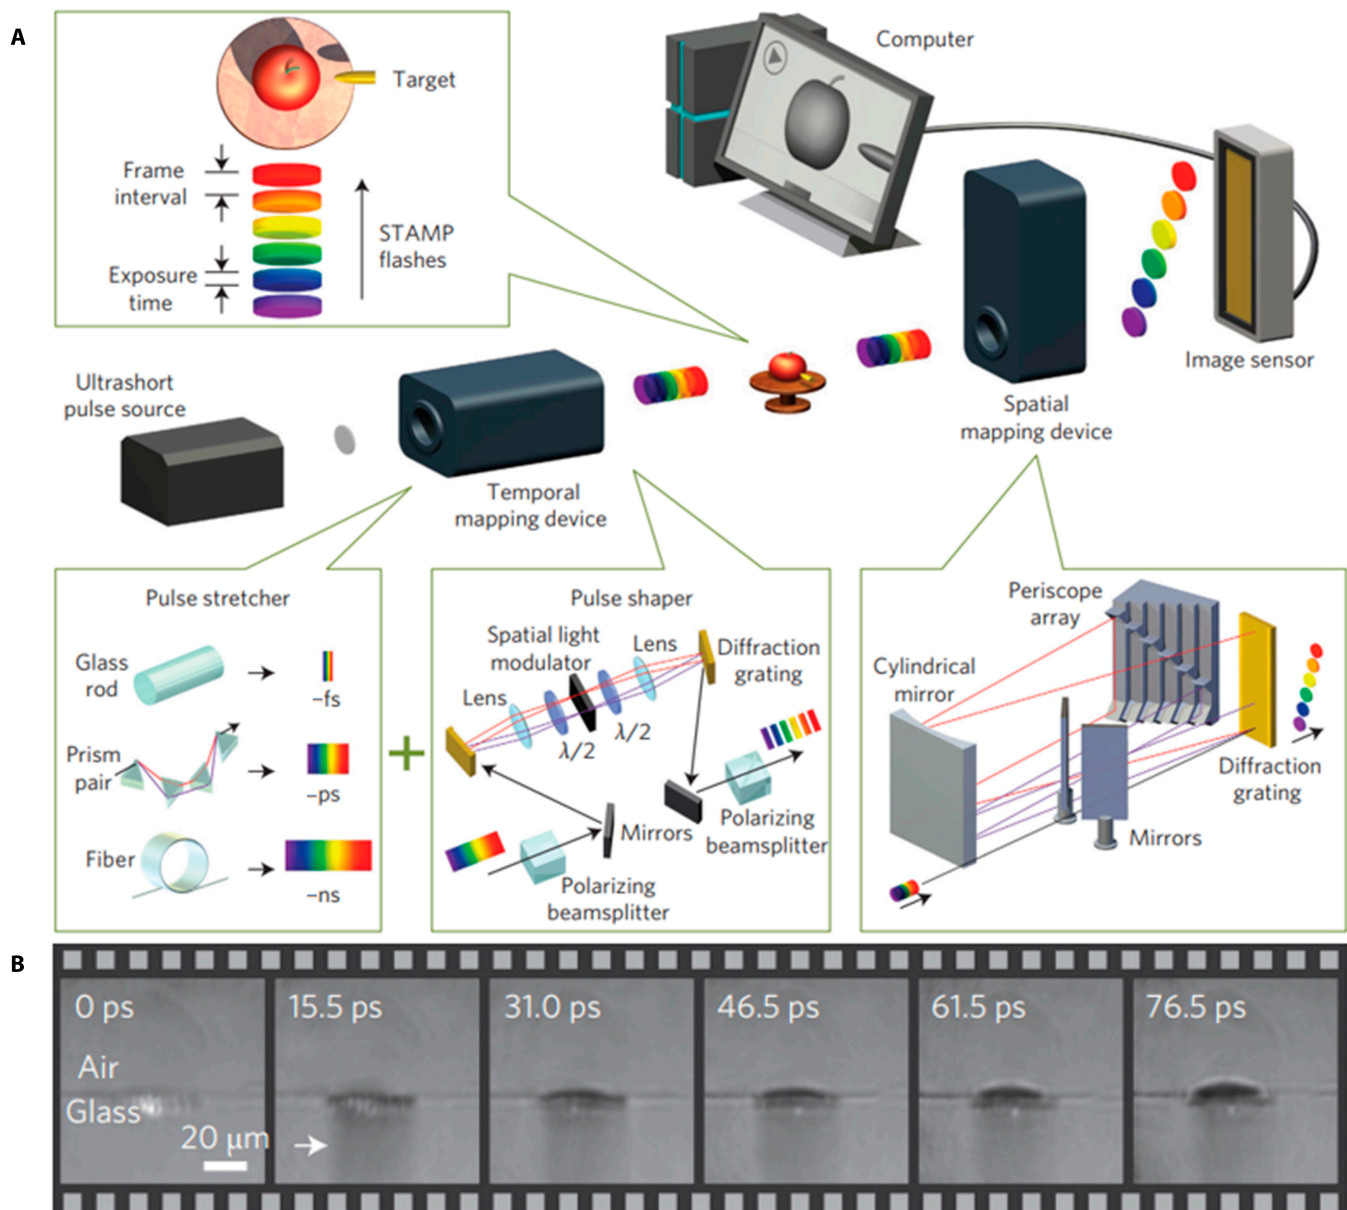 A
Target
Frame
interval
STAMP
flashes
Exposure
time
Computer
Image sensor
Ultrashort
pulse source
Temporal
mapping device
Spatial
mapping device
Pulse stretcher
Glass
rod
–fs
Prism
pair
–ps
Fiber
–ns
+
Pulse shaper
Spatial light
modulator
Lens
Lens
Diffraction
grating
λ/2
λ/2
Mirrors
Polarizing
beamsplitter
Polarizing
beamsplitter
Periscope
array
Cylindrical
mirror
Diffraction
grating
Mirrors
B
0 ps
15.5 ps
31.0 ps
46.5 ps
61.5 ps
76.5 ps
Air
Glass
20 μm